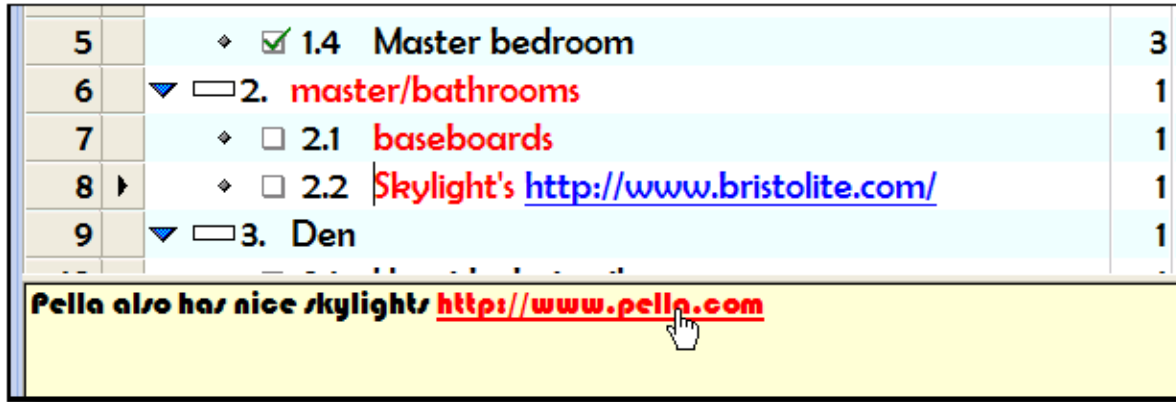 5 1.4 Master bedroom 3
6 2. master/bathrooms 1
7 2.1 baseboards 1
8 2.2 Skylight's http://www.bristolite.com/ 1
9 3. Den 1
Pella also has nice skylights http://www.pella.com